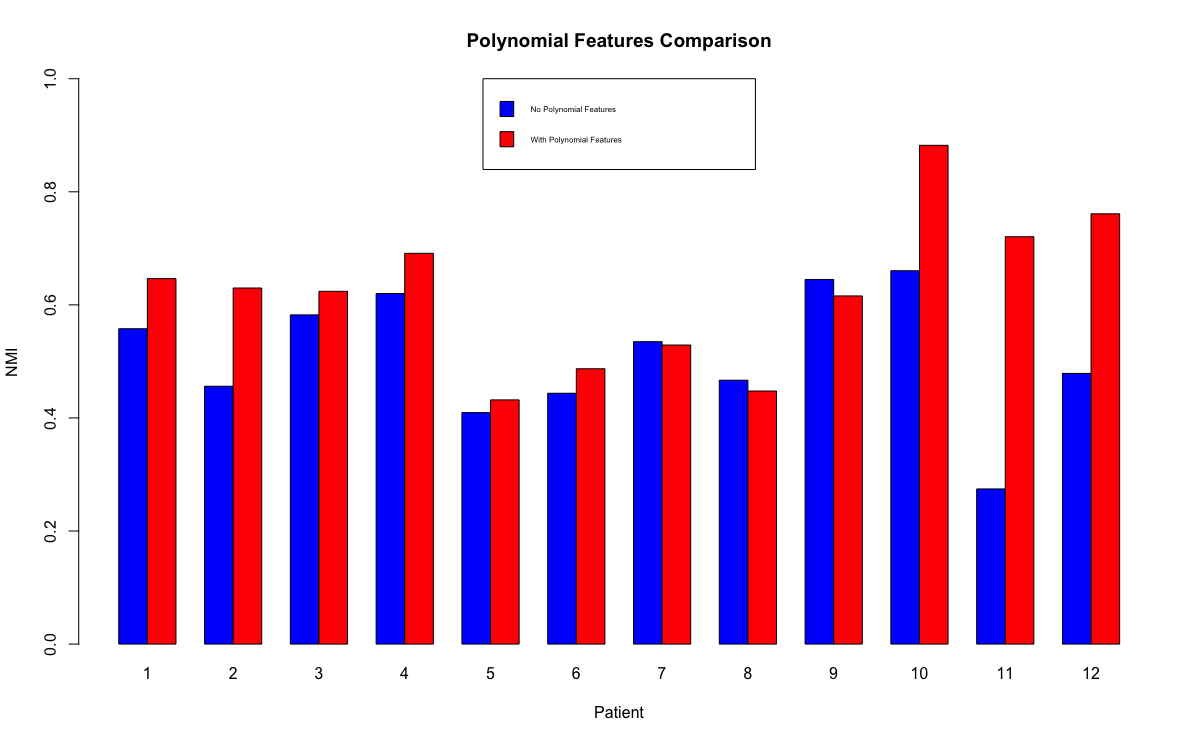 Polynomial Features Comparison
No Polynomial Features
With Polynomial Features
1.0
0.8
0.6
0.4
0.2
0.0
NMI
1 2 3 4 5 6 7 8 9 10 11 12
Patient